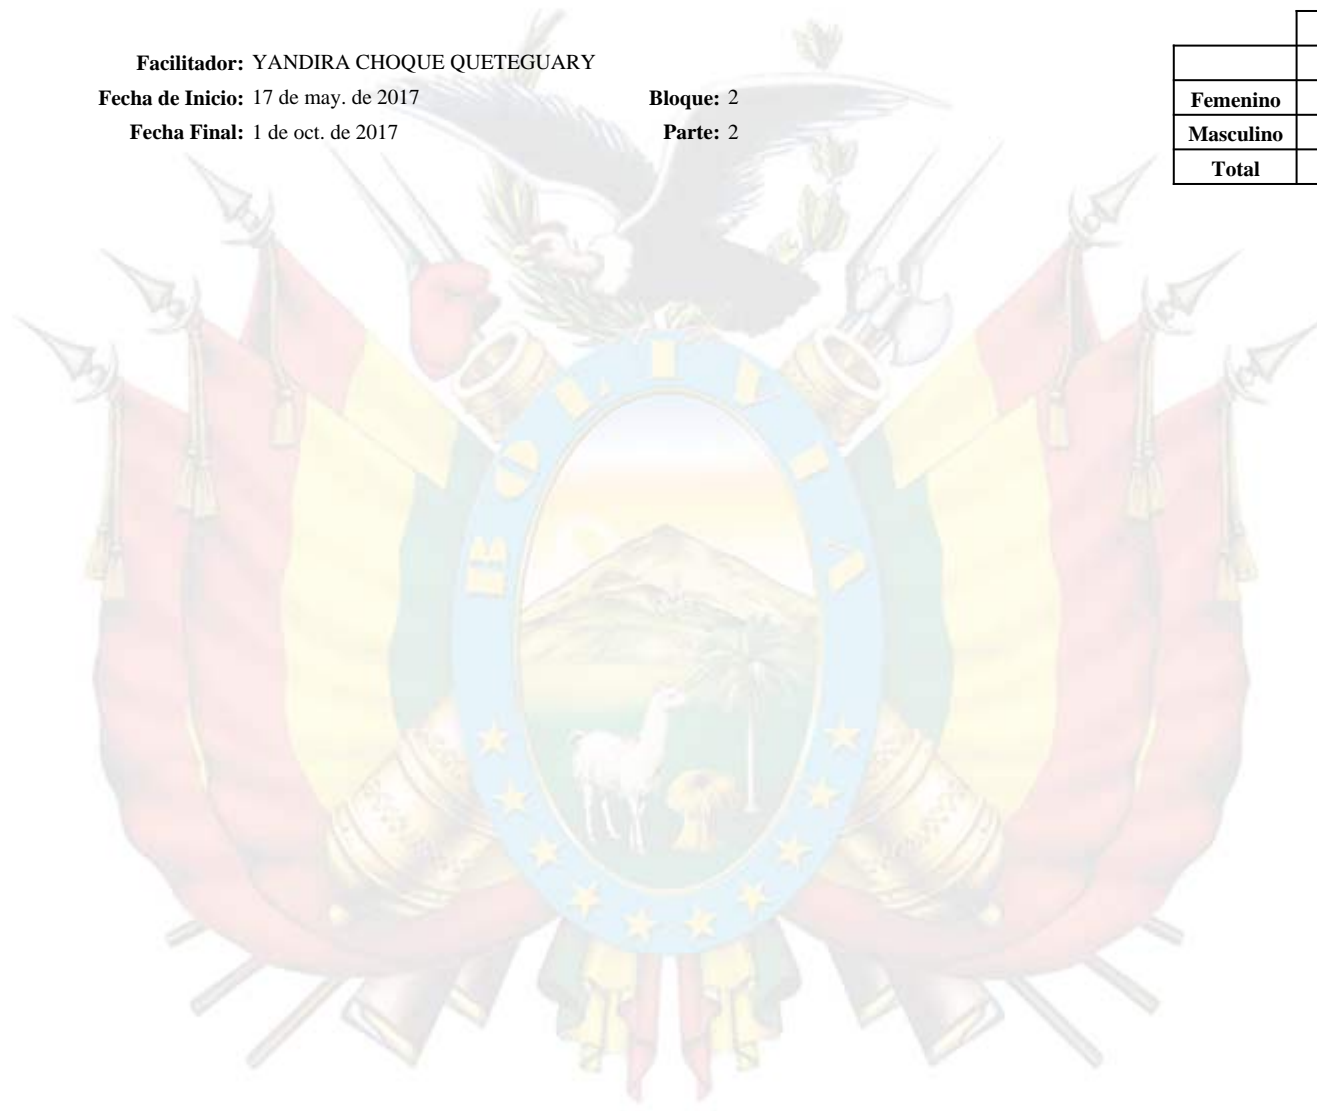 Facilitador: YANDIRA CHOQUE QUETEGUARY
Fecha de Inicio: 17 de may. de 2017 Bloque: 2
Fecha Final: 1 de oct. de 2017 Parte: 2
Femenino
Masculino
Total
BOLIVIA